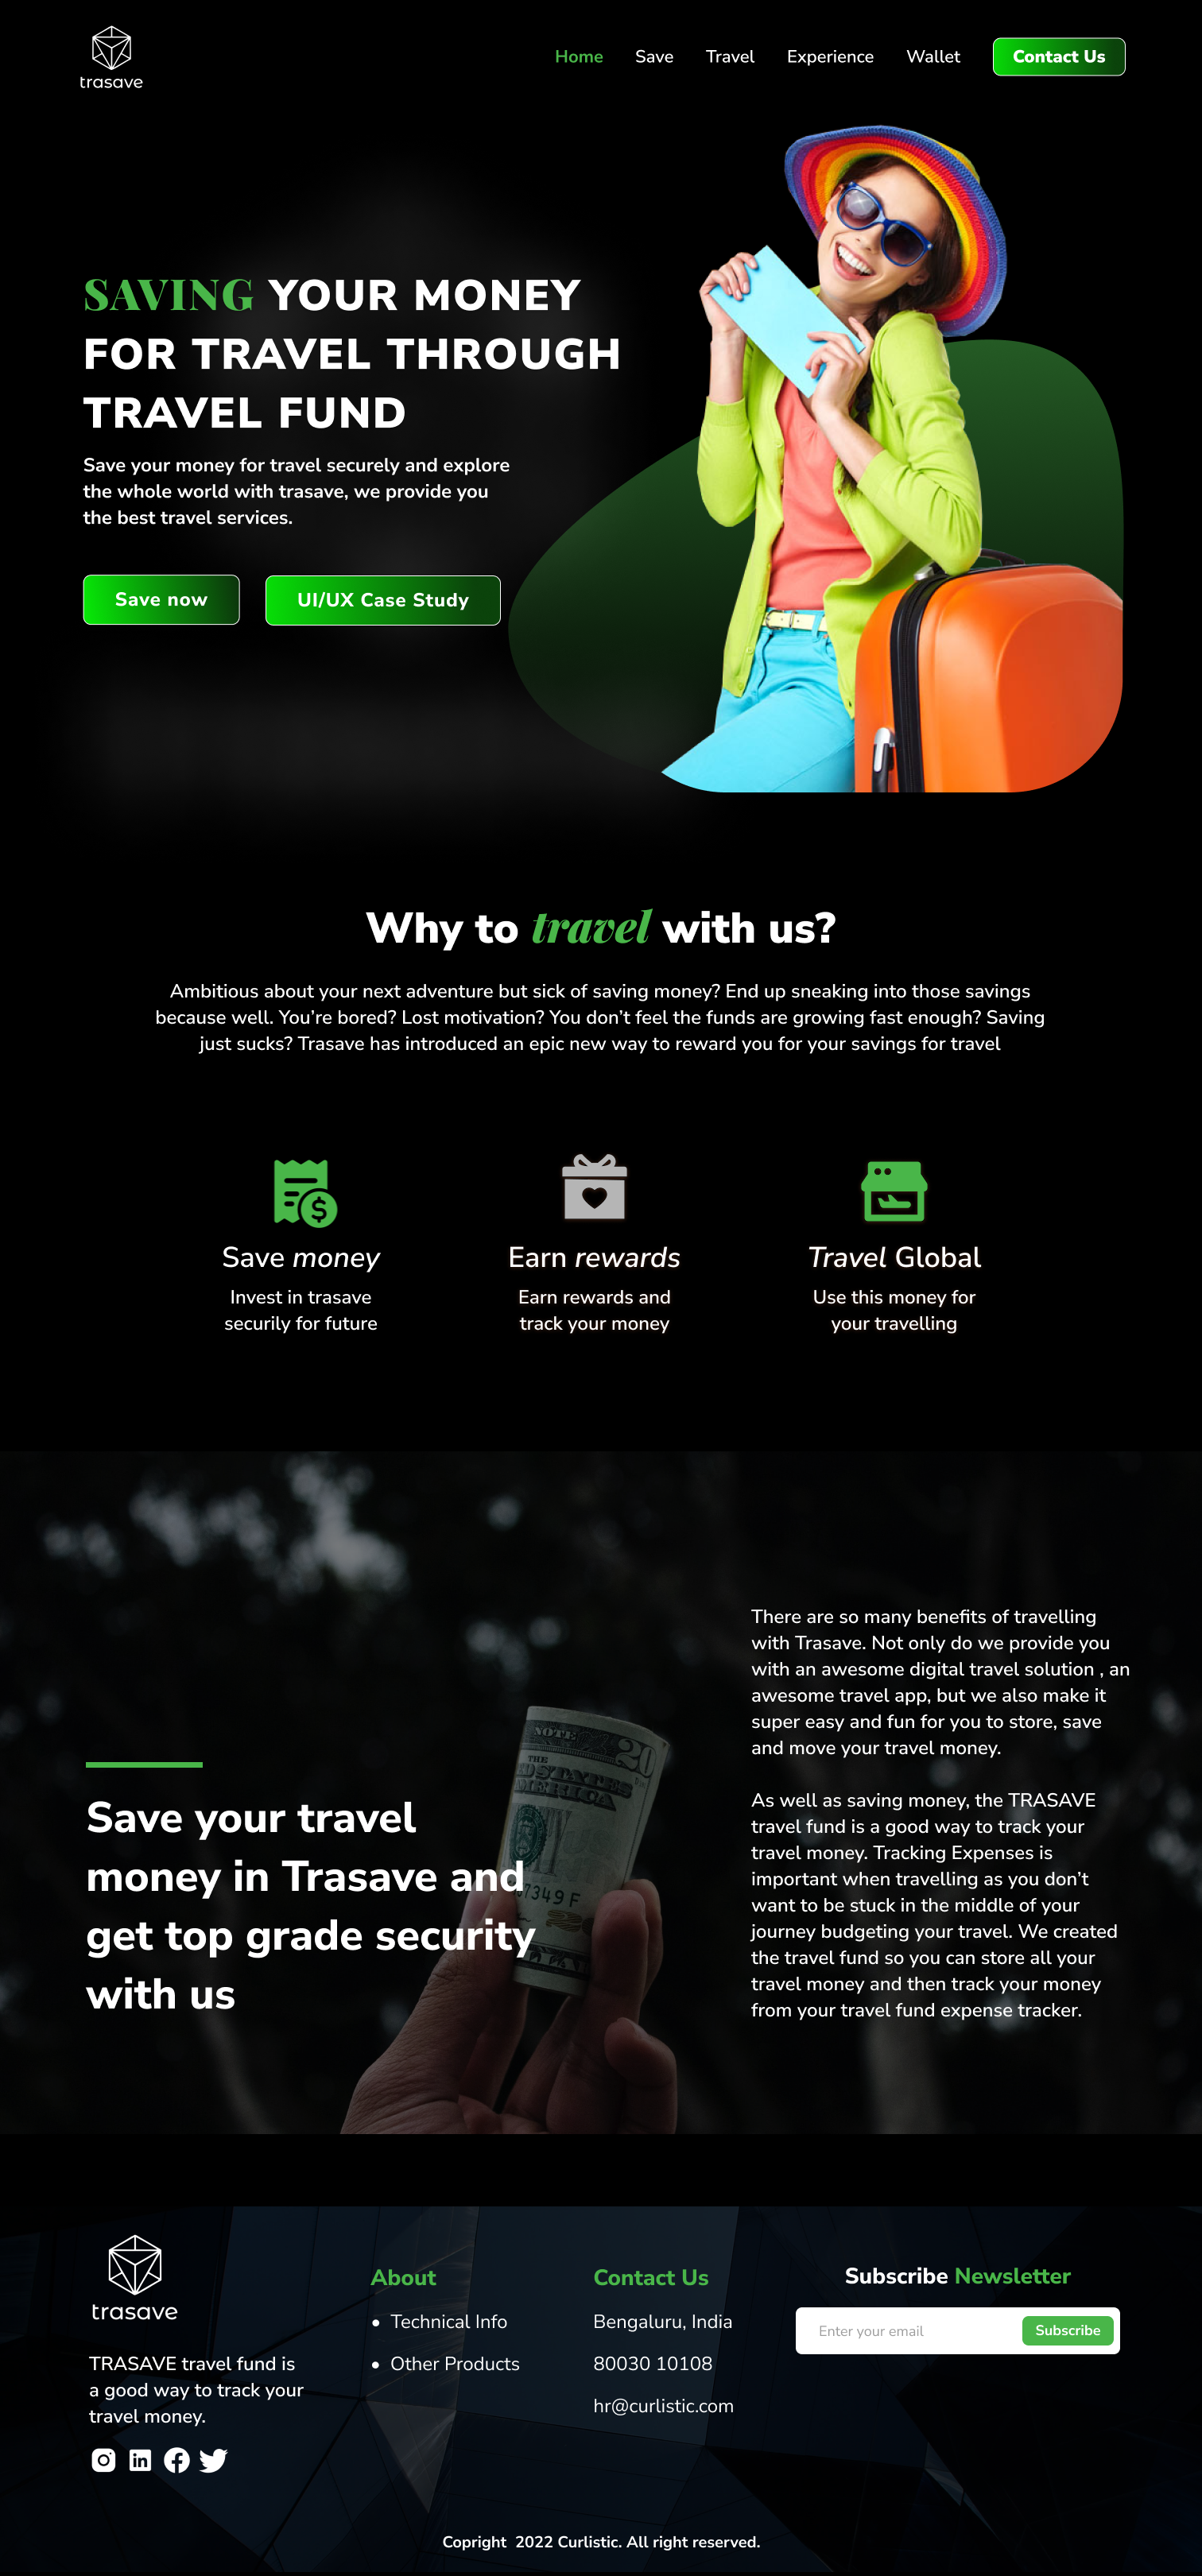 trasave
Home Save Travel Experience Wallet Contact Us
SAVING YOUR MONEY
FOR TRAVEL THROUGH
TRAVEL FUND
Save your money for travel securely and explore
the whole world with trasave, we provide you
the best travel services.
Save now
UI/UX Case Study
Why to travel with us?
Ambitious about your next adventure but sick of saving money? End up sneaking into those savings
because well. You’re bored? Lost motivation? You don’t feel the funds are growing fast enough? Saving
just sucks? Trasave has introduced an epic new way to reward you for your savings for travel
Save money
Invest in trasave
securily for future
Earn rewards
Earn rewards and
track your money
Travel Global
Use this money for
your travelling
Save your travel
money in Trasave and
get top grade security
with us
NOTE
20
THE
D STATES
AMERICA
7349 F
There are so many benefits of travelling
with Trasave. Not only do we provide you
with an awesome digital travel solution , an
awesome travel app, but we also make it
super easy and fun for you to store, save
and move your travel money.
As well as saving money, the TRASAVE
travel fund is a good way to track your
travel money. Tracking Expenses is
important when travelling as you don’t
want to be stuck in the middle of your
journey budgeting your travel. We created
the travel fund so you can store all your
travel money and then track your money
from your travel fund expense tracker.
trasave
TRASAVE travel fund is
a good way to track your
travel money.
in
About
• Technical Info
• Other Products
Contact Us
Bengaluru, India
80030 10108
hr@curlistic.com
Subscribe Newsletter
Enter your email
Subscribe
Copright 2022 Curlistic. All right reserved.